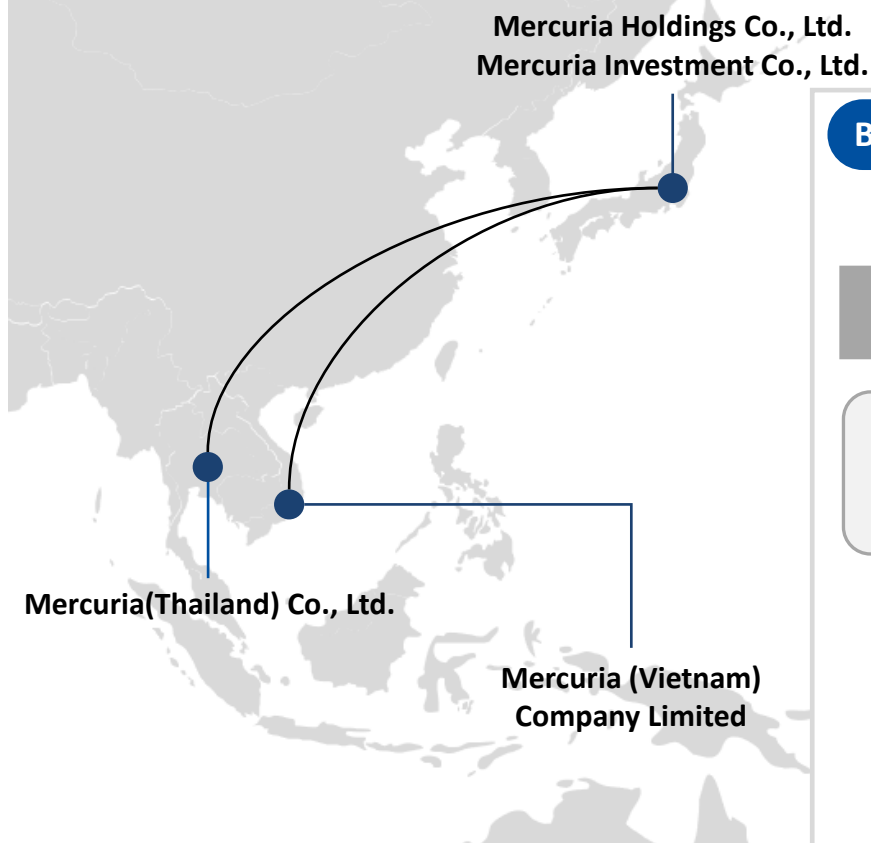 Mercuria Holdings Co., Ltd.
Mercuria Investment Co., Ltd.
B
Mercuria(Thailand) Co., Ltd.
Mercuria (Vietnam)
Company Limited